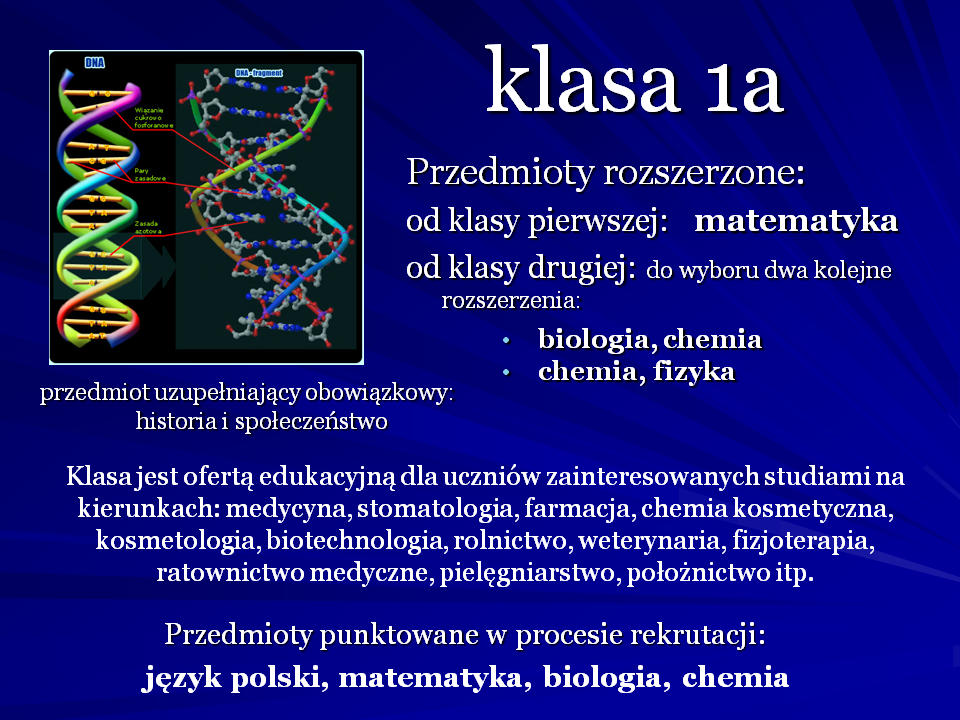 klasa 1a
DNA
DNA - fragment
Wiązanie
cukrowo
fosforanowe
Pary
zasadowe
Zasada
azotowa
Przedmioty rozszerzone:
od klasy pierwszej: matematyka
od klasy drugiej: do wyboru dwa kolejne
rozszerzenia:
• biologia, chemia
• chemia, fizyka
przedmiot uzupełniający obowiązkowy:
historia i społeczeństwo
Klasa jest ofertą edukacyjną dla uczniów zainteresowanych studiami na
kierunkach: medycyna, stomatologia, farmacja, chemia kosmetyczna,
kosmetologia, biotechnologia, rolnictwo, weterynaria, fizjoterapia,
ratownictwo medyczne, pielęgniarstwo, położnictwo itp.
Przedmioty punktowane w procesie rekrutacji:
język polski, matematyka, biologia, chemia